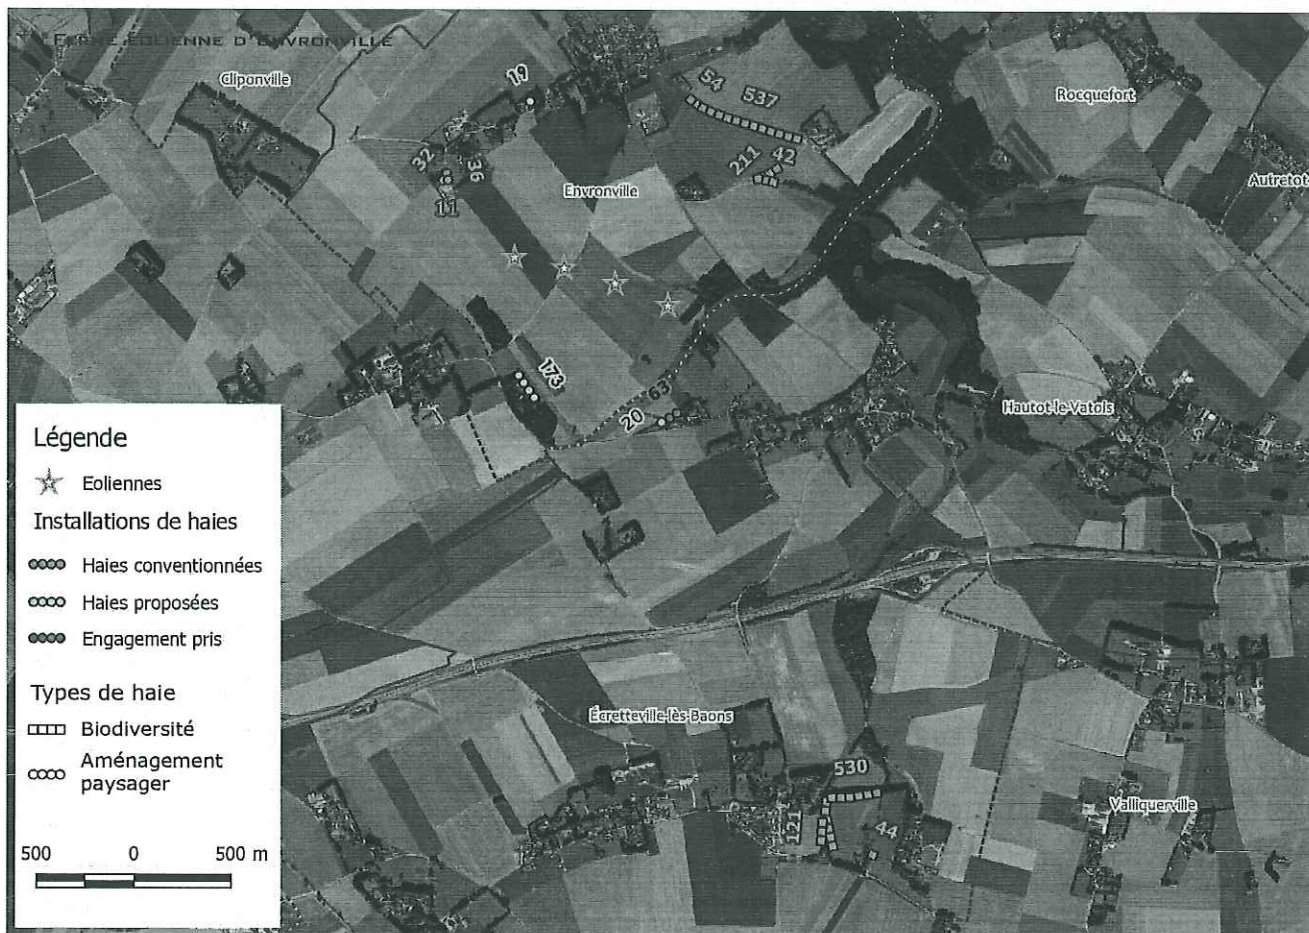 FERME EOLIENNE D'ENVRONVILLE
Cliponville
19
54
537
Rocquefort
32
36
211
42
11
Envronville
Autretot
173
20
63
Hautot-le-Vatois
Légende
Eoliennes
Installations de haies
Haies conventionnées
Haies proposées
Engagement pris
Types de haie
Biodiversité
Aménagement
paysager
500 0 500 m
Écretteville-lès-Baons
530
121
44
Valliquerville